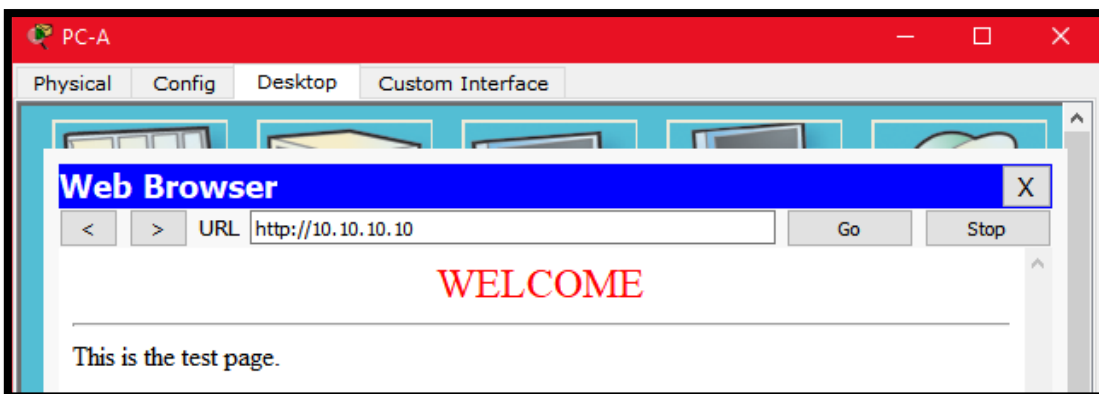 PC-A
Physical Config Desktop Custom Interface
Web Browser X
< > URL http://10.10.10.10 Go Stop
WELCOME
This is the test page.